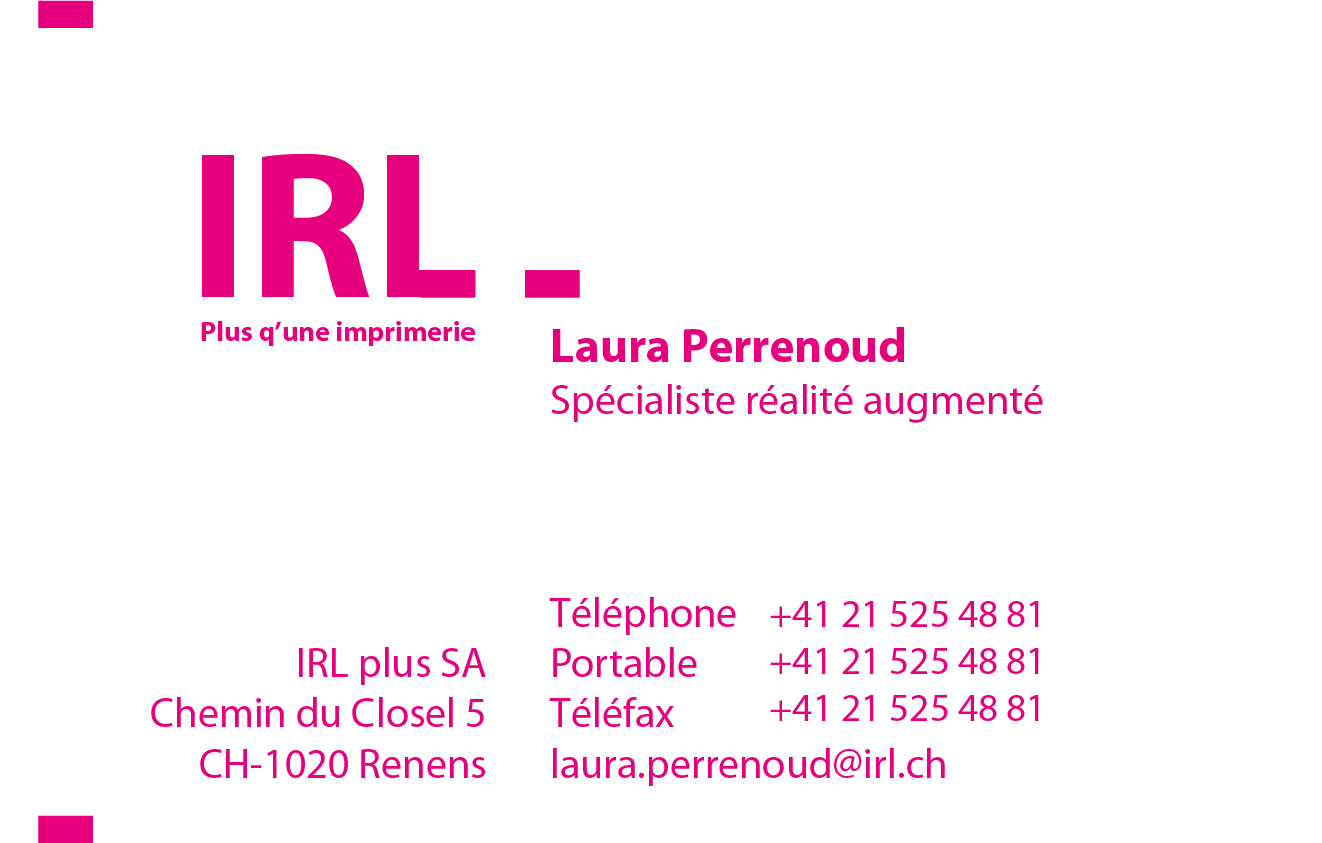 IRL -
Plus q’une imprimerie
Laura Perrenoud
Spécialiste réalité augmenté
IRL plus SA
Chemin du Closel 5
CH-1020 Renens
Téléphone +41 21 525 48 81
Portable +41 21 525 48 81
Téléfax +41 21 525 48 81
laura.perrenoud@irl.ch